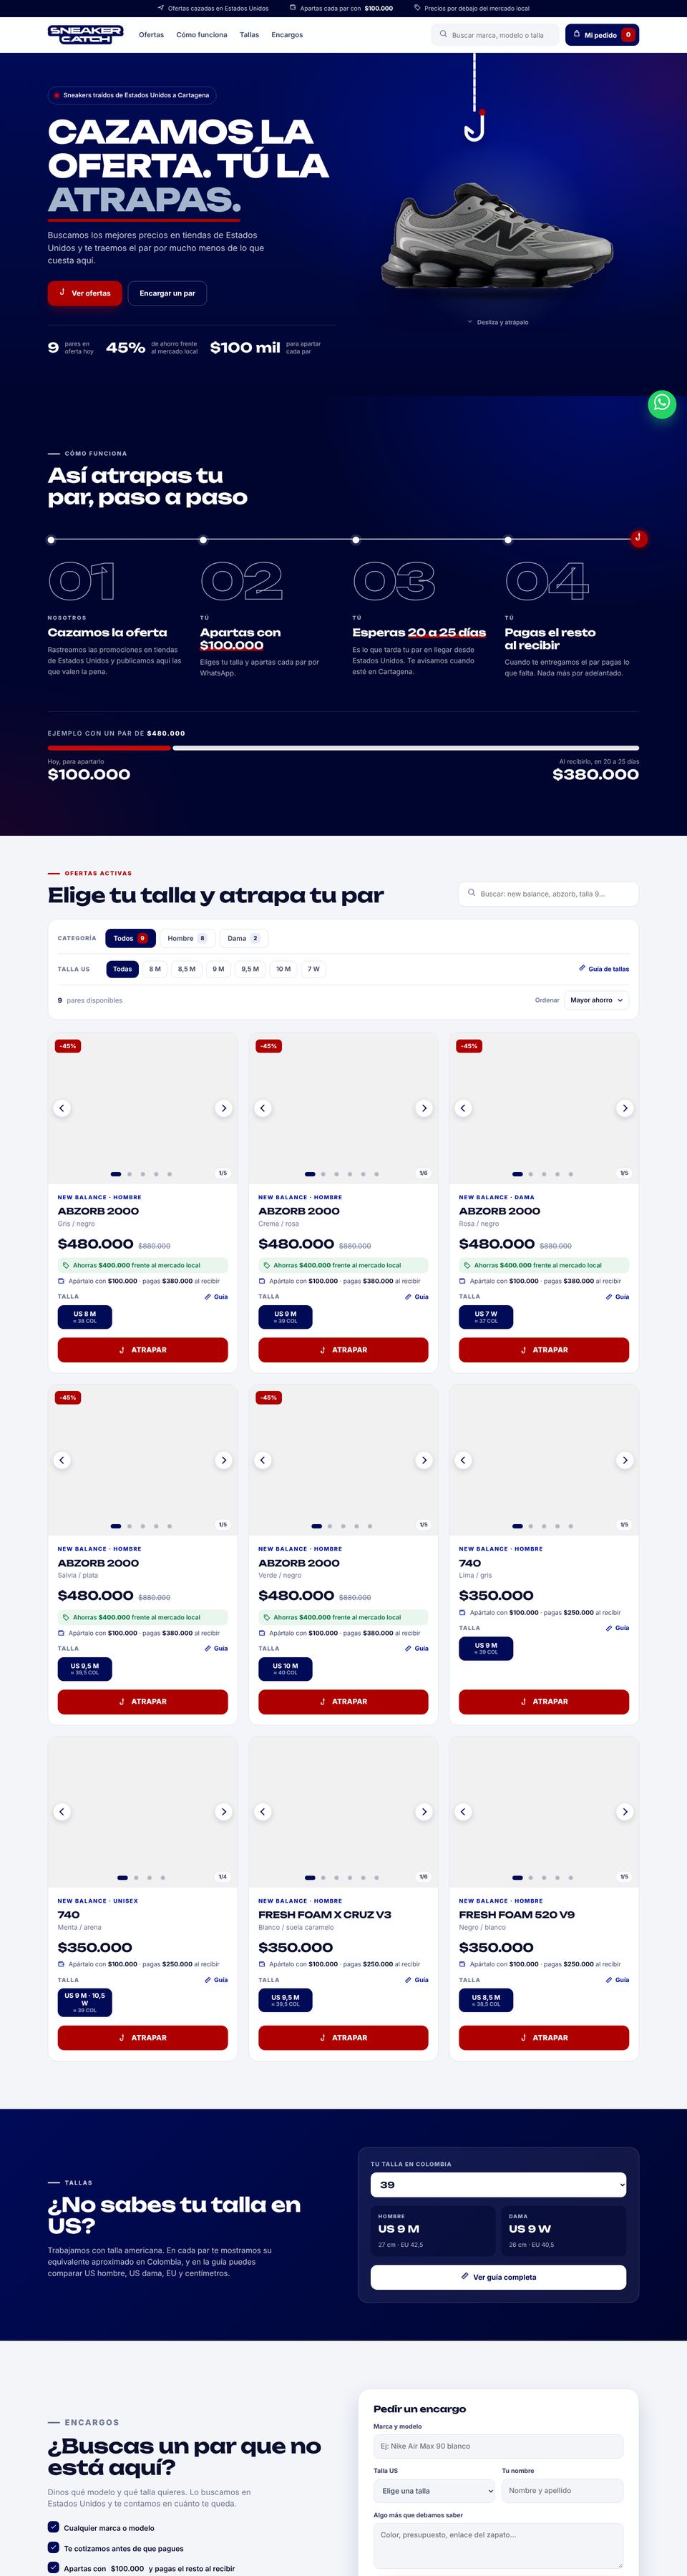 Ofertas cazadas en Estados Unidos
Apartas cada par con $100.000
Precios por debajo del mercado local
SNEAKER
CATCH
Ofertas
Cómo funciona
Tallas
Encargos
Buscar marca, modelo o talla
Mi pedido 0
Sneakers traídos de Estados Unidos a Cartagena
CAZAMOS LA
OFERTA. TÚ LA
ATRAPAS.
Buscamos los mejores precios en tiendas de Estados
Unidos y te traemos el par por mucho menos de lo que
cuesta aquí.
Ver ofertas
Encargar un par
Desliza y atrápalo
9 pares en
oferta hoy
45% de ahorro frente
al mercado local
$100 mil para apartar
cada par
CÓMO FUNCIONA
Así atrapas tu
par, paso a paso
01
NOSOTROS
Cazamos la oferta
Rastreamos las promociones en tiendas
de Estados Unidos y publicamos aquí las
que valen la pena.
02
TÚ
Apartas con
$100.000
Eliges tu talla y apartas cada par por
WhatsApp.
03
TÚ
Esperas 20 a 25 días
Es lo que tarda tu par en llegar desde
Estados Unidos. Te avisamos cuando
esté en Cartagena.
04
TÚ
Pagas el resto
al recibir
Cuando te entregamos el par pagas lo
que falta. Nada más por adelantado.
EJEMPLO CON UN PAR DE $480.000
Hoy, para apartarlo
$100.000
Al recibirlo, en 20 a 25 días
$380.000
OFERTAS ACTIVAS
Elige tu talla y atrapa tu par
Buscar: new balance, abzorb, talla 9...
CATEGORÍA
Todos 9
Hombre 8
Dama 2
TALLA US
Todas
8 M
8,5 M
9 M
9,5 M
10 M
7 W
Guía de tallas
9 pares disponibles
Ordenar
Mayor ahorro
-45%
1/5
NEW BALANCE · HOMBRE
ABZORB 2000
Gris / negro
$480.000 $880.000
Ahorras $400.000 frente al mercado local
Apártalo con $100.000 · pagas $380.000 al recibir
TALLA
Guía
US 8 M
≈ 38 COL
ATRAPAR
-45%
1/6
NEW BALANCE · HOMBRE
ABZORB 2000
Crema / rosa
$480.000 $880.000
Ahorras $400.000 frente al mercado local
Apártalo con $100.000 · pagas $380.000 al recibir
TALLA
Guía
US 9 M
≈ 39 COL
ATRAPAR
-45%
1/5
NEW BALANCE · DAMA
ABZORB 2000
Rosa / negro
$480.000 $880.000
Ahorras $400.000 frente al mercado local
Apártalo con $100.000 · pagas $380.000 al recibir
TALLA
Guía
US 7 W
≈ 37 COL
ATRAPAR
-45%
1/5
NEW BALANCE · HOMBRE
ABZORB 2000
Salvia / plata
$480.000 $880.000
Ahorras $400.000 frente al mercado local
Apártalo con $100.000 · pagas $380.000 al recibir
TALLA
Guía
US 9,5 M
≈ 39,5 COL
ATRAPAR
-45%
1/5
NEW BALANCE · HOMBRE
ABZORB 2000
Verde / negro
$480.000 $880.000
Ahorras $400.000 frente al mercado local
Apártalo con $100.000 · pagas $380.000 al recibir
TALLA
Guía
US 10 M
≈ 40 COL
ATRAPAR
1/5
NEW BALANCE · HOMBRE
740
Lima / gris
$350.000
Apártalo con $100.000 · pagas $250.000 al recibir
TALLA
Guía
US 9 M
≈ 39 COL
ATRAPAR
1/4
NEW BALANCE · UNISEX
740
Menta / arena
$350.000
Apártalo con $100.000 · pagas $250.000 al recibir
TALLA
Guía
US 9 M · 10,5
W
≈ 39 COL
ATRAPAR
1/6
NEW BALANCE · HOMBRE
FRESH FOAM X CRUZ V3
Blanco / suela caramelo
$350.000
Apártalo con $100.000 · pagas $250.000 al recibir
TALLA
Guía
US 9,5 M
≈ 39,5 COL
ATRAPAR
1/5
NEW BALANCE · HOMBRE
FRESH FOAM 520 V9
Negro / blanco
$350.000
Apártalo con $100.000 · pagas $250.000 al recibir
TALLA
Guía
US 8,5 M
≈ 38,5 COL
ATRAPAR
TALLAS
¿No sabes tu talla en
US?
Trabajamos con talla americana. En cada par te mostramos su
equivalente aproximado en Colombia, y en la guía puedes
comparar US hombre, US dama, EU y centímetros.
TU TALLA EN COLOMBIA
39
HOMBRE
US 9 M
27 cm · EU 42,5
DAMA
US 9 W
26 cm · EU 40,5
Ver guía completa
ENCARGOS
¿Buscas un par que no
está aquí?
Dinos qué modelo y qué talla quieres. Lo buscamos en
Estados Unidos y te contamos en cuánto te queda.
Cualquier marca o modelo
Te cotizamos antes de que pagues
Apartas con $100.000 y pagas el resto al recibir
Pedir un encargo
Marca y modelo
Ej: Nike Air Max 90 blanco
Talla US
Elige una talla
Tu nombre
Nombre y apellido
Algo más que debamos saber
Color, presupuesto, enlace del zapato...